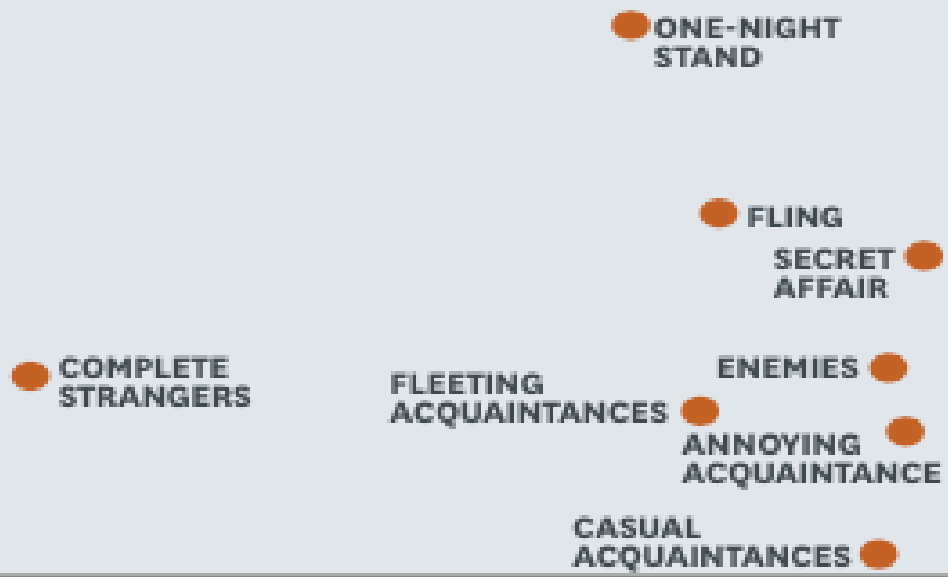 ONE-NIGHT
STAND
FLING
SECRET
AFFAIR
COMPLETE
STRANGERS
ENEMIES
FLEETING
ACQUAINTANCES
ANNOYING
ACQUAINTANCE
CASUAL
ACQUAINTANCES